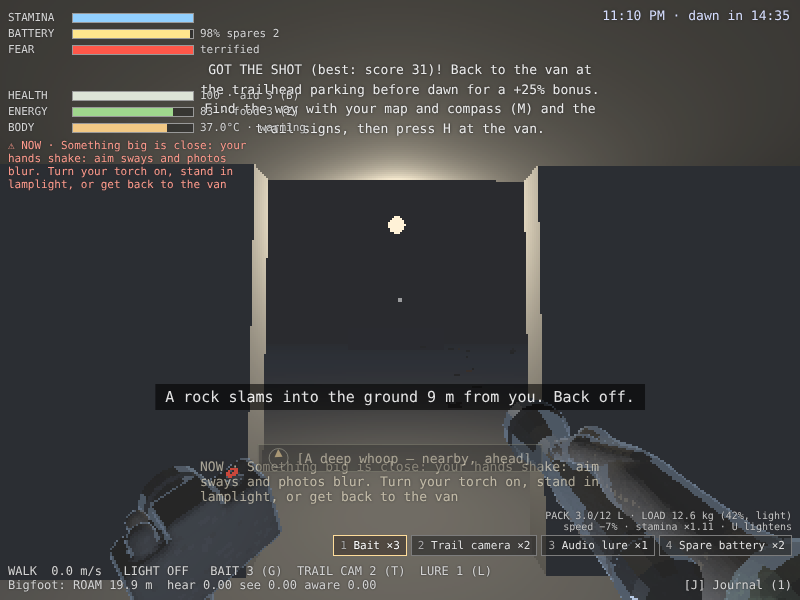 STAMINA
BATTERY 98% spares 2
FEAR terrified
11:10 PM · dawn in 14:35
GOT THE SHOT (best: score 31)! Back to the van at
the trailhead parking before dawn for a +25% bonus.
Find the way with your map and compass (M) and the
trail signs, then press H at the van.
HEALTH 100 · aid 3 (B)
ENERGY 83 · food 3
BODY 37.0°C ·
⚠ NOW · Something big is close: your
hands shake: aim sways and photos
blur. Turn your torch on, stand in
lamplight, or get back to the van
A rock slams into the ground 9 m from you. Back off.
[A deep whoop — nearby, ahead]
NOW · Something big is close: your hands shake: aim
sways and photos blur. Turn your torch on, stand in
lamplight, or get back to the van
PACK 3.0/12 L · LOAD 12.6 kg (42%, light)
speed −7% · stamina ×1.11 · U lightens
1 Bait ×3 2 Trail camera ×2 3 Audio lure ×1 4 Spare battery ×2
WALK 0.0 m/s LIGHT OFF BAIT 3 (G) TRAIL CAM 2 (T) LURE 1 (L)
Bigfoot: ROAM 19.9 m hear 0.00 see 0.00 aware 0.00
[J] Journal (1)